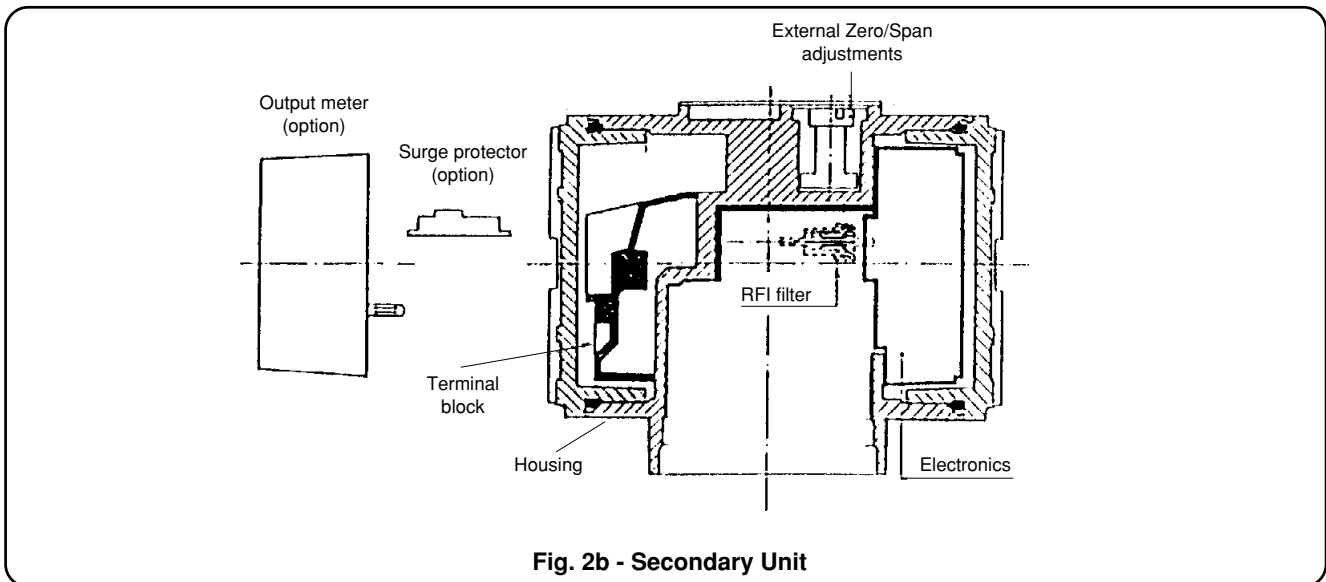 External Zero/Span
adjustments
Output meter
(option)
Surge protector
(option)
RFI filter
Terminal
block
Housing
Electronics
Fig. 2b - Secondary Unit